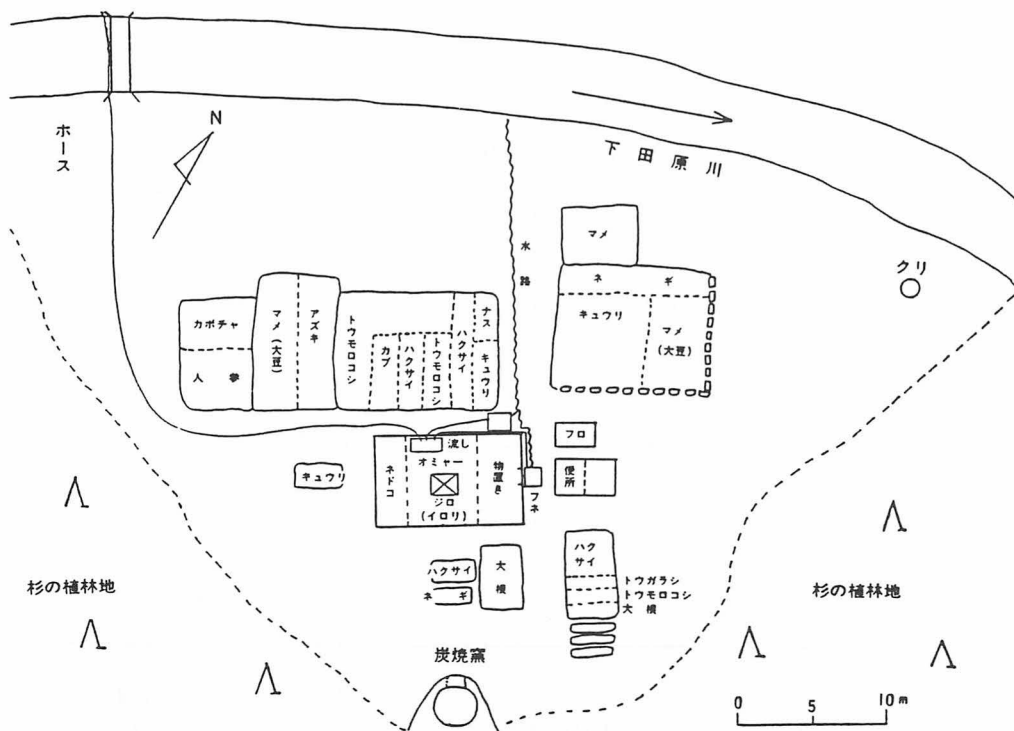 ホース
N
下田原川
水路
マメ
ネギ
キュウリ
マメ
(大豆)
クリ
カボチャ
人参
マメ(大豆)
アズキ
トウモロコシ
カブ
ハクサイ
トウモロコシ
ハクサイ
ナス
キュウリ
フロ
便所
流し
オミャー
ネドコ
物置き
ジロ
(イロリ)
フネ
キュウリ
ハクサイ
ネギ
大根
ハク
サイ
トウガラシ
トウモロコシ
大根
杉の植林地
杉の植林地
炭焼窯
0 5 10m